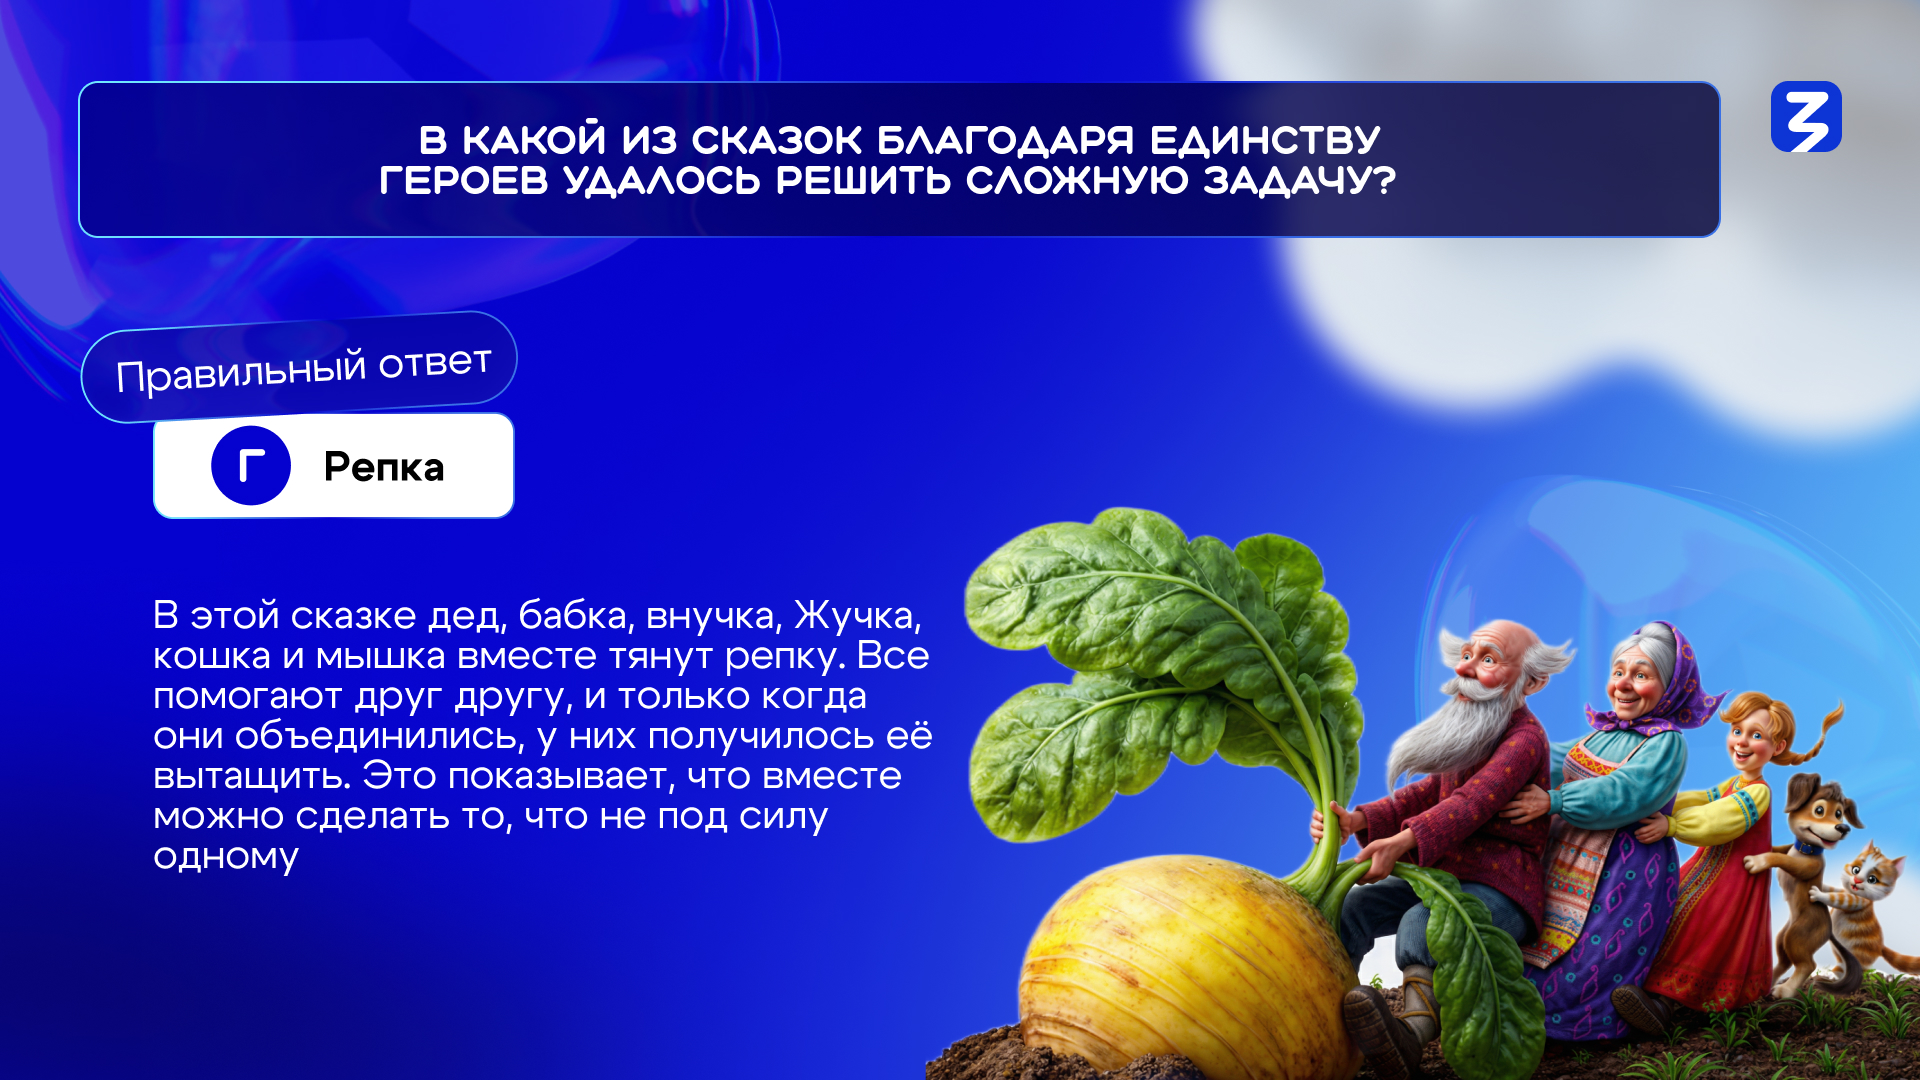 В КАКОЙ ИЗ СКАЗОК БЛАГОДАРЯ ЕДИНСТВУ
ГЕРОЕВ УДАЛОСЬ РЕШИТЬ СЛОЖНУЮ ЗАДАЧУ?
Правильный ответ
Г Репка
В этой сказке дед, бабка, внучка, Жучка,
кошка и мышка вместе тянут репку. Все
помогают друг другу, и только когда
они объединились, у них получилось её
вытащить. Это показывает, что вместе
можно сделать то, что не под силу
одному